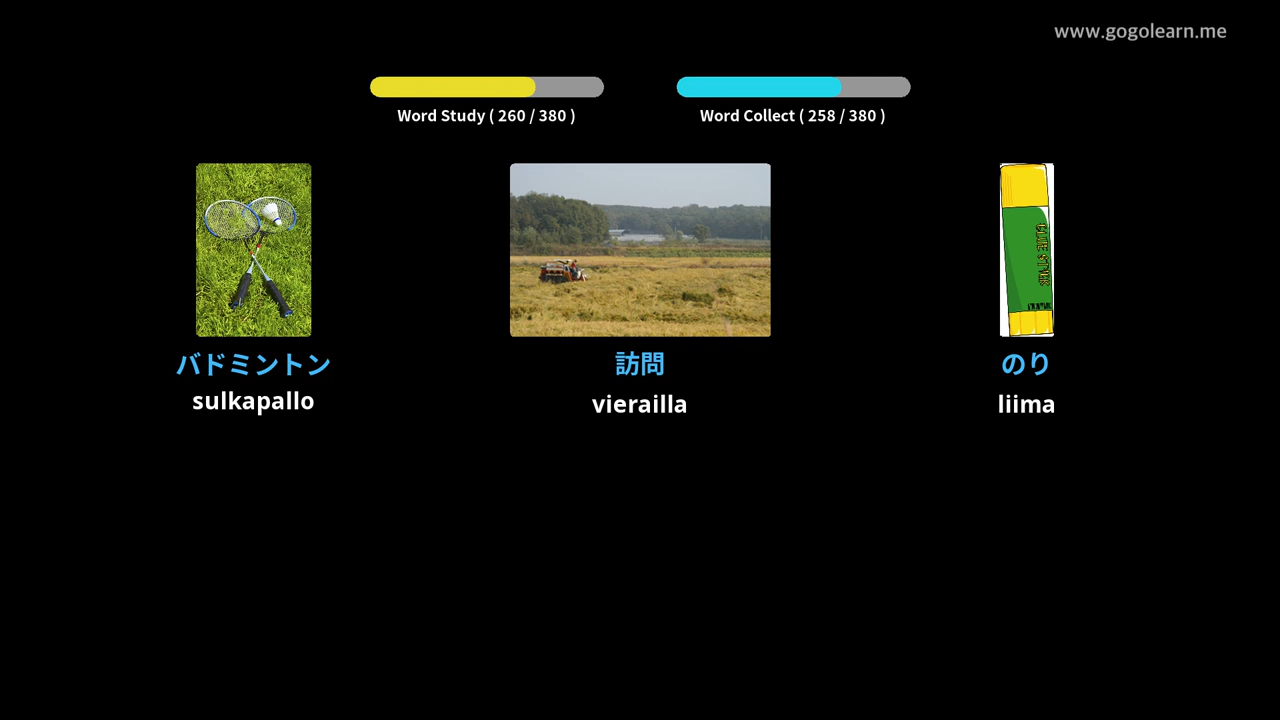 www.gogolearn.me
Word Study ( 260 / 380 )
Word Collect ( 258 / 380 )
バドミントン
訪問
のり
sulkapallo
vierailla
liima